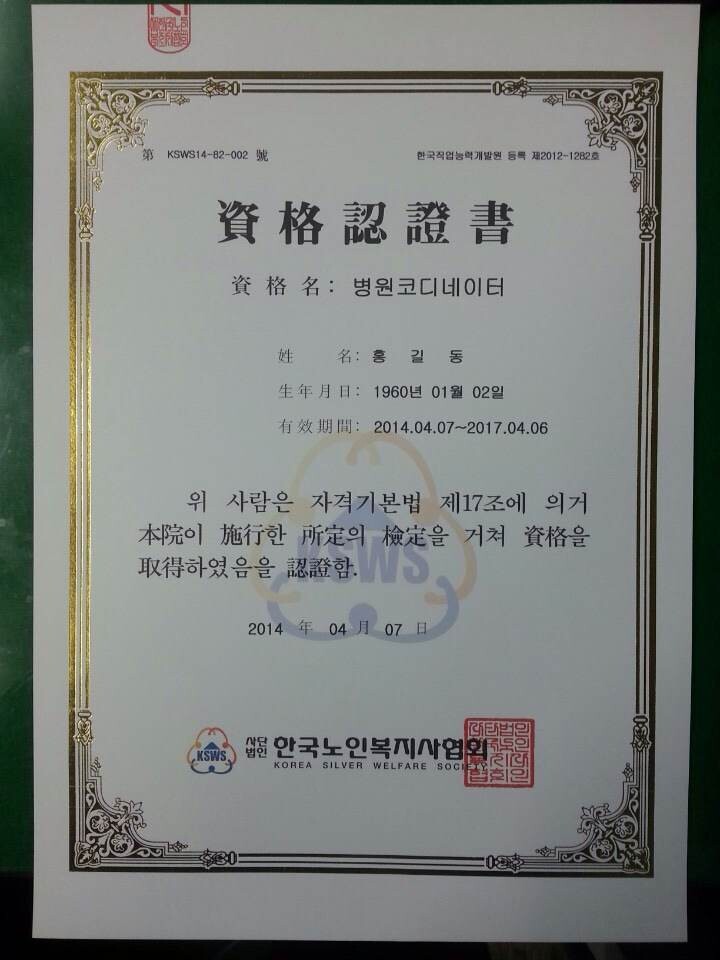 第 KSWS14-82-002 號
한국직업능력개발원 등록 제2012-1282호
資格認證書
資格名: 병원코디네이터
姓 名: 홍 길 동
生年月日: 1960년 01월 02일
有效期間: 2014.04.07~2017.04.06
위 사람은 자격기본법 제17조에 의거
本院이 施行한 所定의 檢定을 거쳐 資格을
取得하였음을 認證함.
KSWS
2014 年 04 月 07 日
KSWS
사단법인 한국노인복지사협회
KOREA SILVER WELFARE SOCIETY